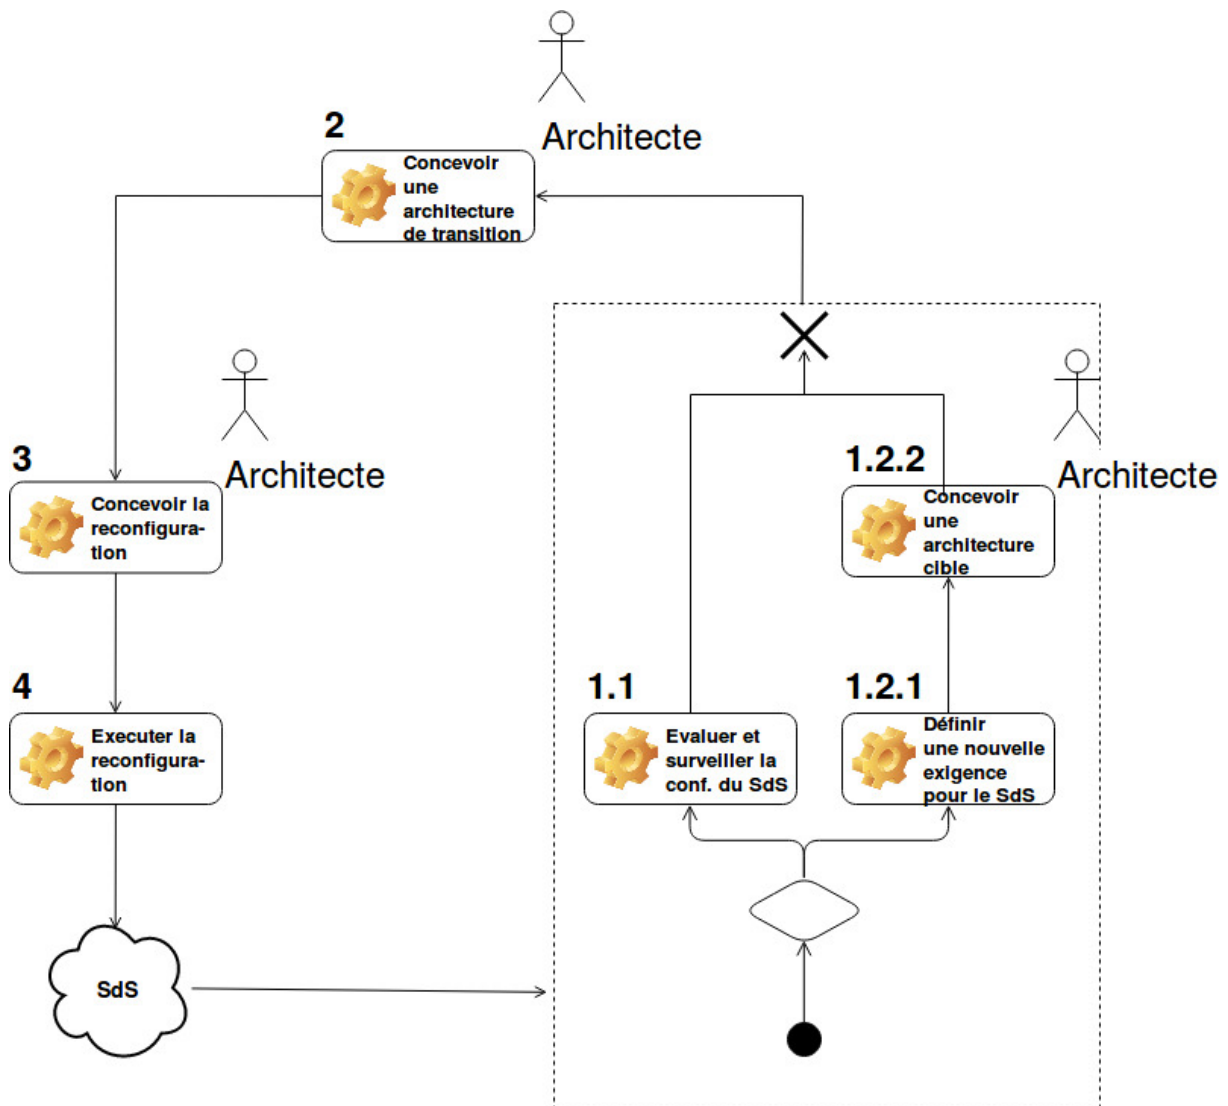 Architecte
2
Concevoir
une
architecture
de transition
Architecte
3
Concevoir la
reconfigura-
tion
4
Executer la
reconfigura-
tion
SdS
Architecte
1.2.2
Concevoir
une
architecture
cible
1.1
Evaluer et
surveiller la
conf. du SdS
1.2.1
Définir
une nouvelle
exigence
pour le SdS